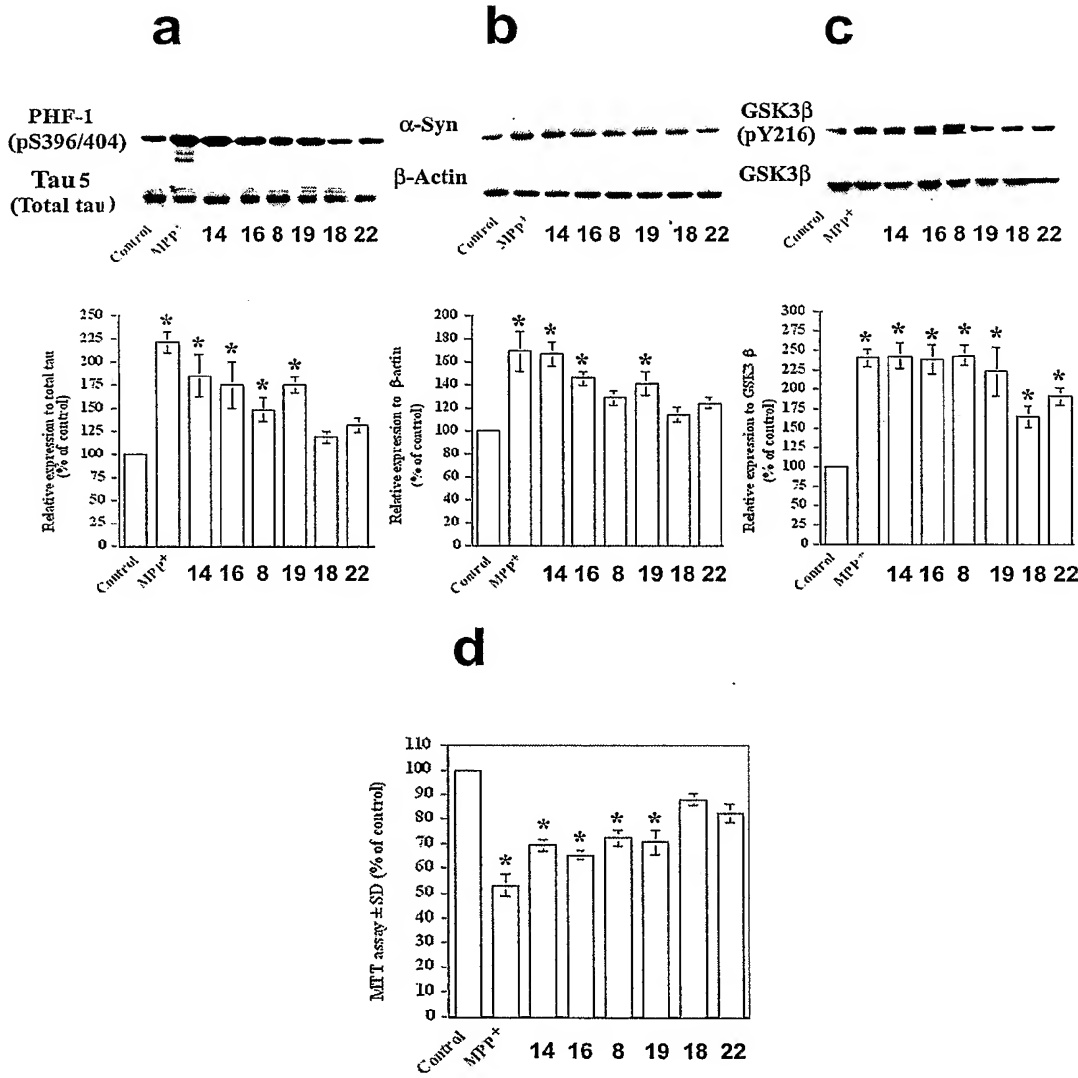 a
PHF-1
(pS396/404)
Tau 5
(Total tau)
Control MPP+ 14 16 8 19 18 22
Relative expression to total tau
(% of control)
250
225
200
175
150
125
100
75
50
25
0
* * * * *
Control MPP+ 14 16 8 19 18 22
b
α-Syn
β-Actin
Control MPP+ 14 16 8 19 18 22
Relative expression to β-actin
(% of control)
200
180
160
140
120
100
80
60
40
20
0
* * * *
Control MPP+ 14 16 8 19 18 22
c
GSK3β
(pY216)
GSK3β
Control MPP+ 14 16 8 19 18 22
Relative expression to GSK3 β
(% of control)
300
275
250
225
200
175
150
125
100
75
50
25
0
* * * * * * *
Control MPP+ 14 16 8 19 18 22
d
MTT assay ± SD (% of control)
110
100
90
80
70
60
50
40
30
20
10
0
* * * * *
Control MPP+ 14 16 8 19 18 22